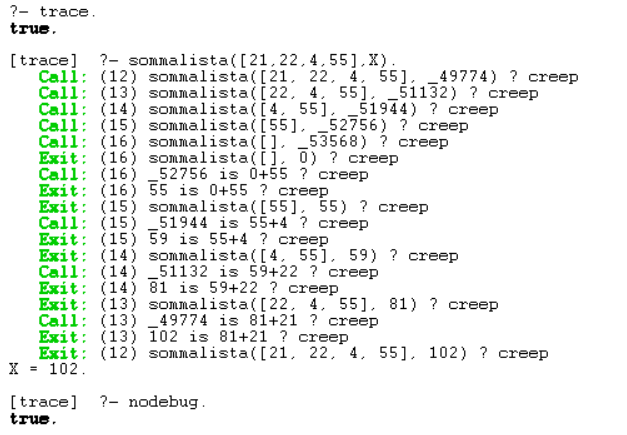 ?- trace.
true.
[trace]  ?- sommalista([21,22,4,55],X).
Call: (12) sommalista([21, 22, 4, 55], _49774) ? creep
Call: (13) sommalista([22, 4, 55], _51132) ? creep
Call: (14) sommalista([4, 55], _51944) ? creep
Call: (15) sommalista([55], _52756) ? creep
Call: (16) sommalista([], _53568) ? creep
Exit: (16) sommalista([], 0) ? creep
Call: (16) _52756 is 0+55 ? creep
Exit: (16) 55 is 0+55 ? creep
Exit: (15) sommalista([55], 55) ? creep
Call: (15) _51944 is 55+4 ? creep
Exit: (15) 59 is 55+4 ? creep
Exit: (14) sommalista([4, 55], 59) ? creep
Call: (14) _51132 is 59+22 ? creep
Exit: (14) 81 is 59+22 ? creep
Exit: (13) sommalista([22, 4, 55], 81) ? creep
Call: (13) _49774 is 81+21 ? creep
Exit: (13) 102 is 81+21 ? creep
Exit: (12) sommalista([21, 22, 4, 55], 102) ? creep
X = 102.
[trace]  ?- nodebug.
true.